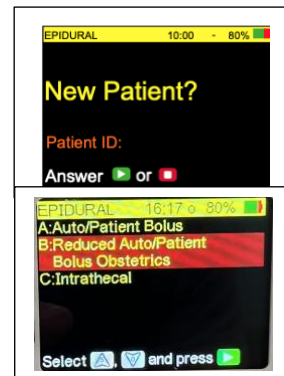 EPIDURAL 10:00 - 80%
New Patient?
Patient ID:
Answer or
EPIDURAL 16:17 o 80%
A:Auto/Patient Bolus
B:Reduced Auto/Patient
Bolus Obstetrics
C:Intrathecal
Select , and press